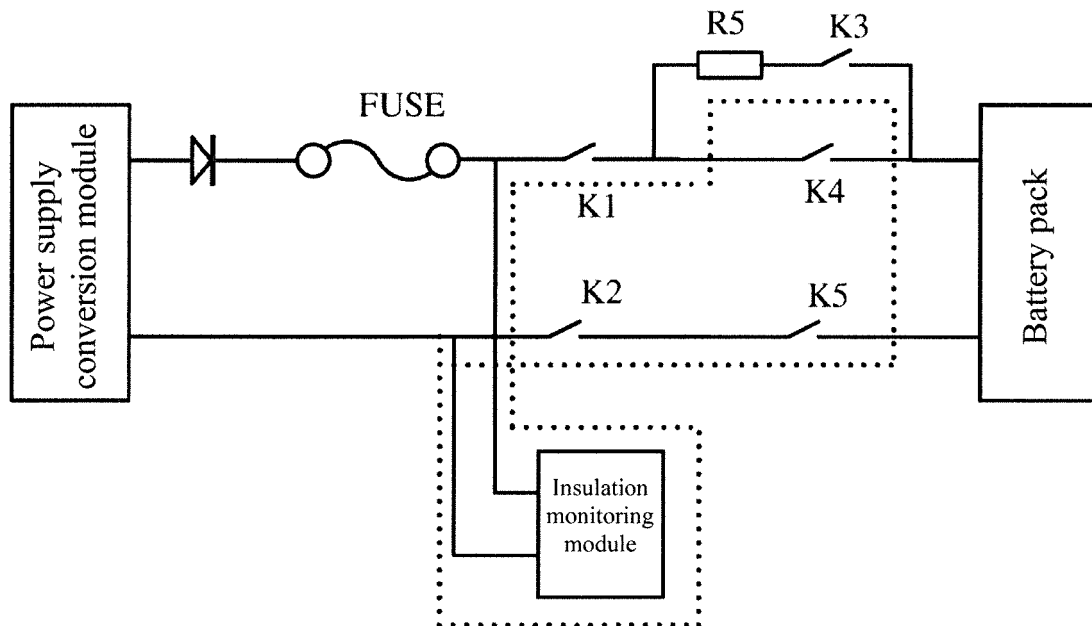 R5
K3
FUSE
K1
K4
K2
K5
Power supply
conversion module
Battery pack
Insulation
monitoring
module